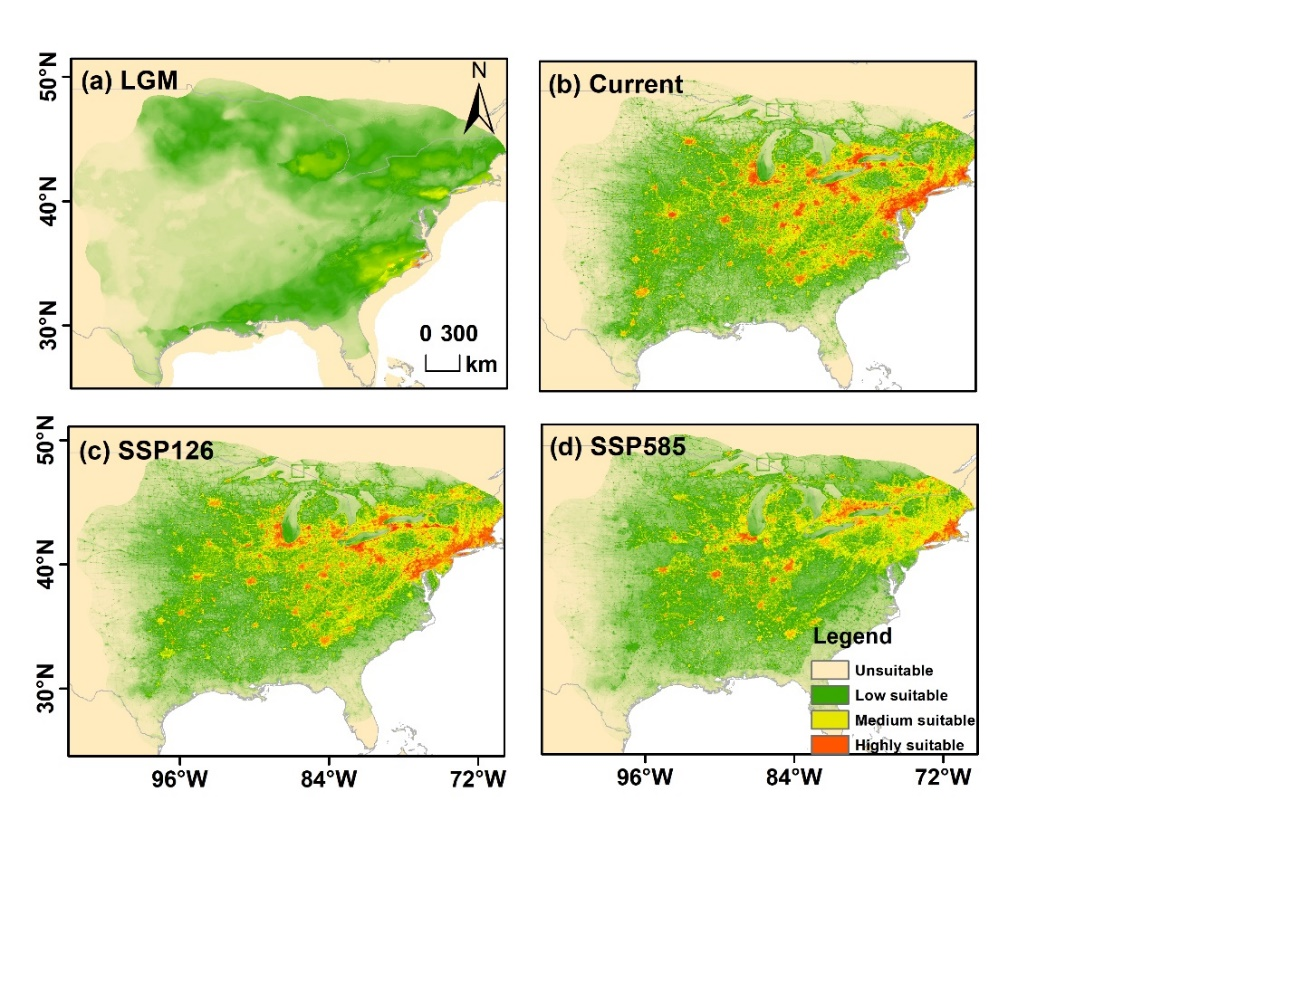 (a) LGM
N
50°N
40°N
30°N
0 300
km
(b) Current
(c) SSP126
50°N
40°N
30°N
96°W
84°W
72°W
(d) SSP585
Legend
Unsuitable
Low suitable
Medium suitable
Highly suitable
96°W
84°W
72°W